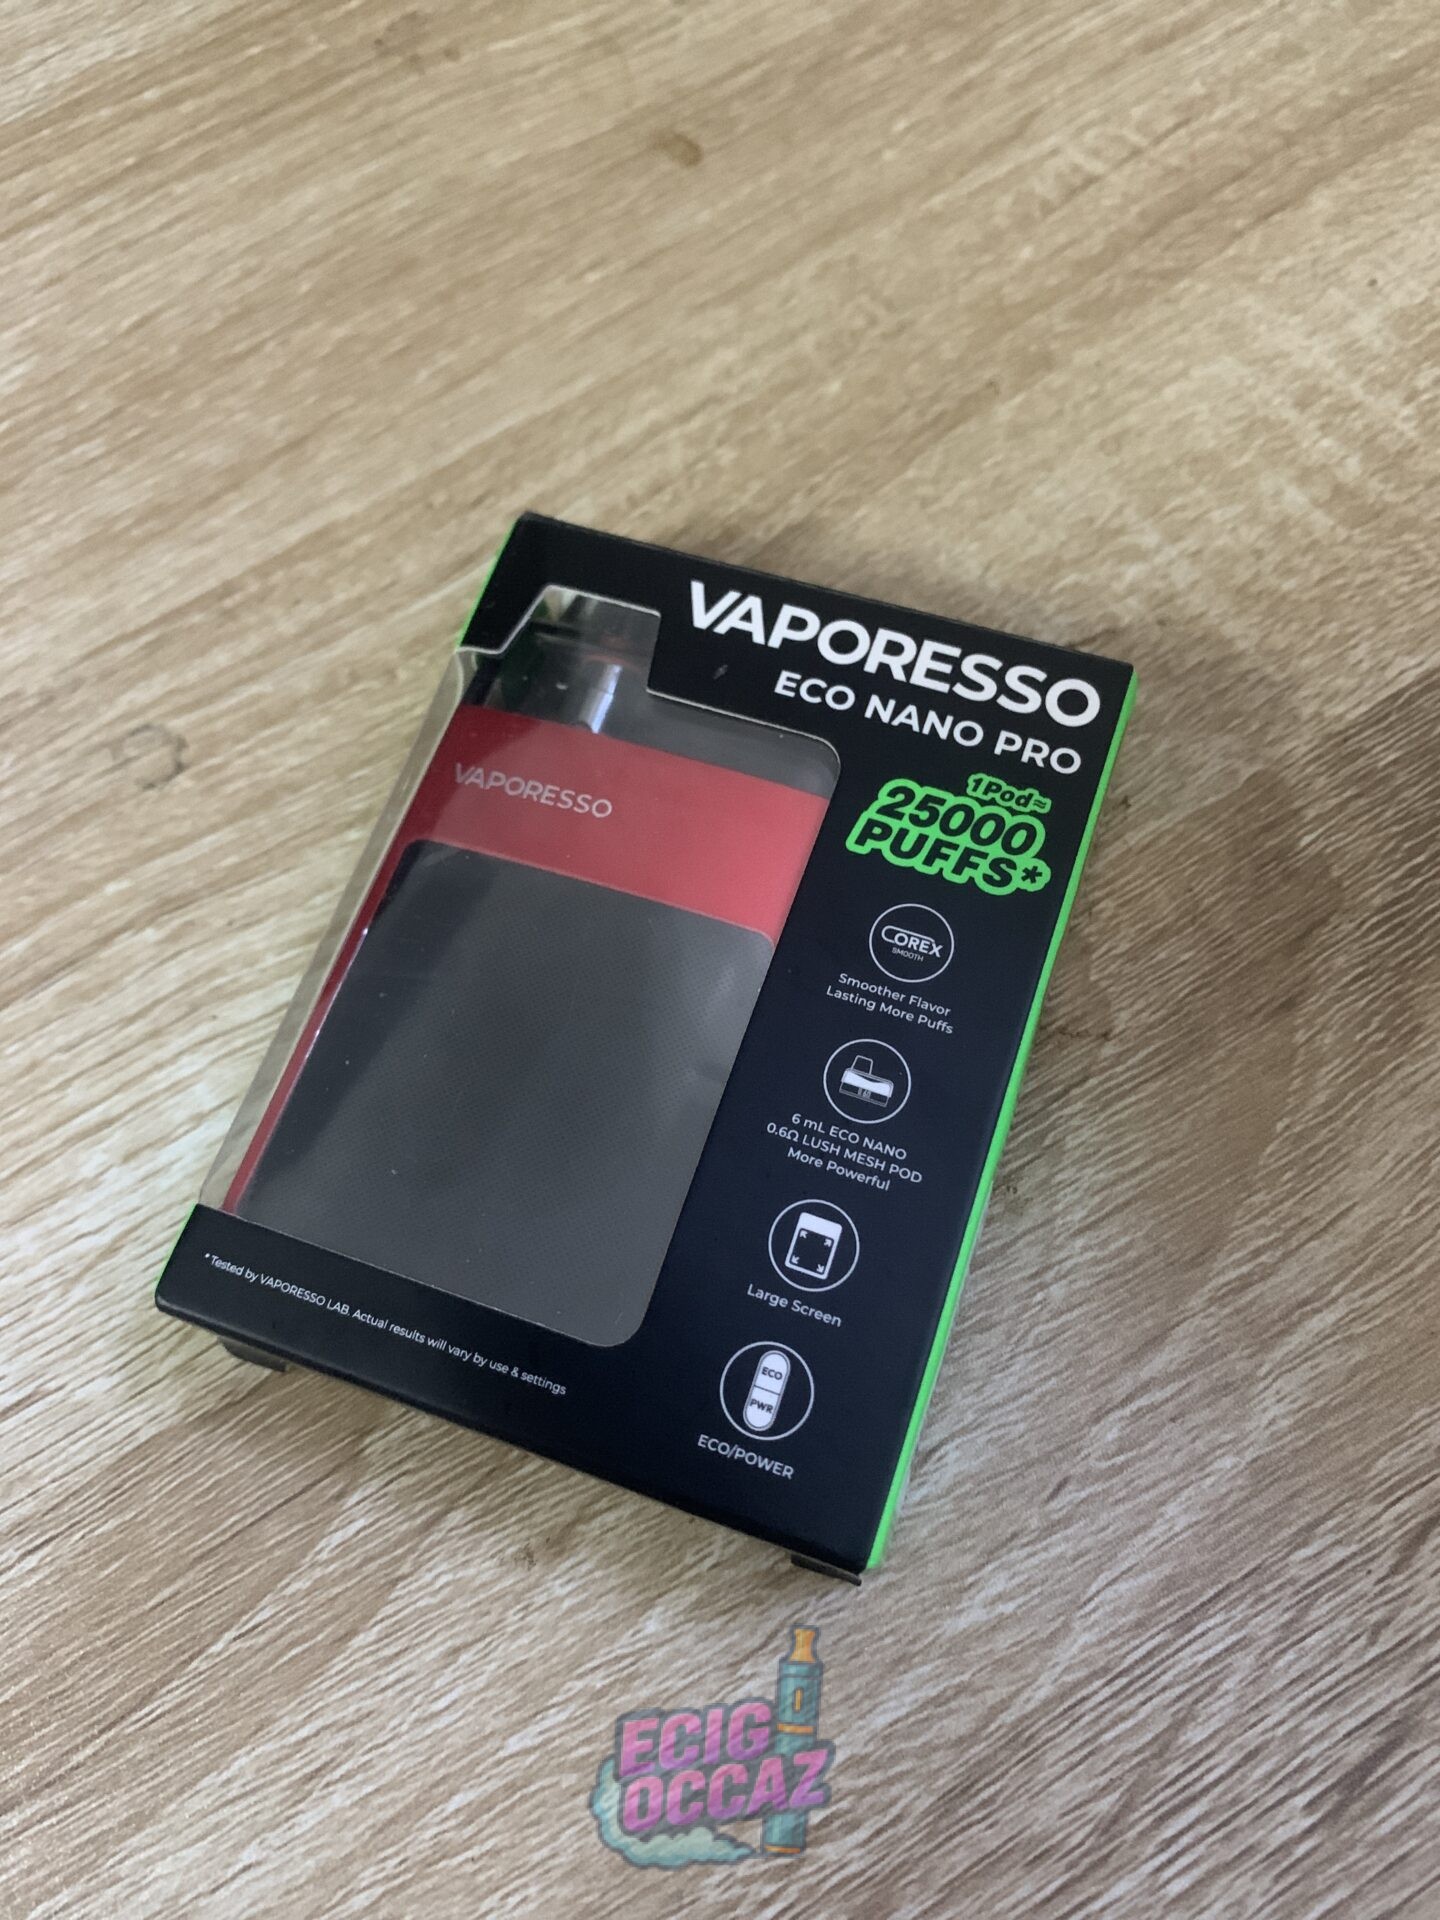 VAPORESSO
ECO NANO PRO
1Pod≈
25000
PUFFS*
VAPORESSO
COREX
SMOOTH
Smoother Flavor
Lasting More Puffs
6 mL ECO NANO
0.6Ω LUSH MESH POD
More Powerful
Large Screen
ECO
PWR
ECO/POWER
*Tested by VAPORESSO LAB. Actual results will vary by use & settings
ECIG
OCCAZ